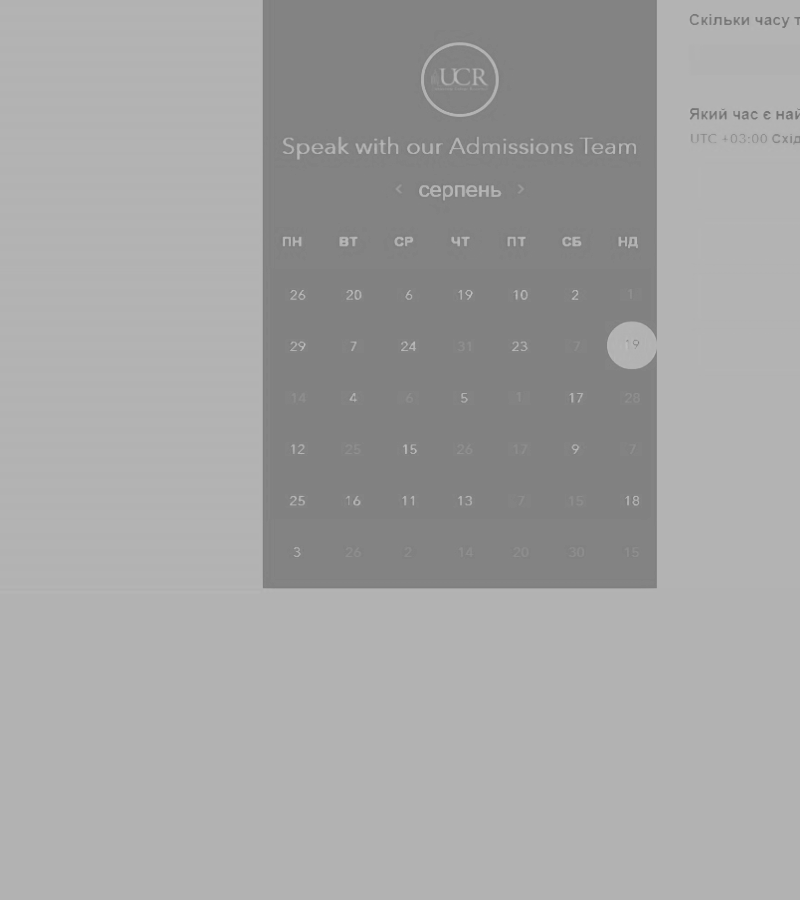 Скільки часу
UCR
Який час є
Speak with our Admissions Team
UTC +03:00
< серпень >
ПН ВТ СР ЧТ ПТ СБ НД
26 20 6 19 10 2 1
29 7 24 31 23 7 19
14 4 6 5 1 17 28
12 25 15 26 17 9 7
25 16 11 13 7 15 18
3 26 2 14 20 30 15